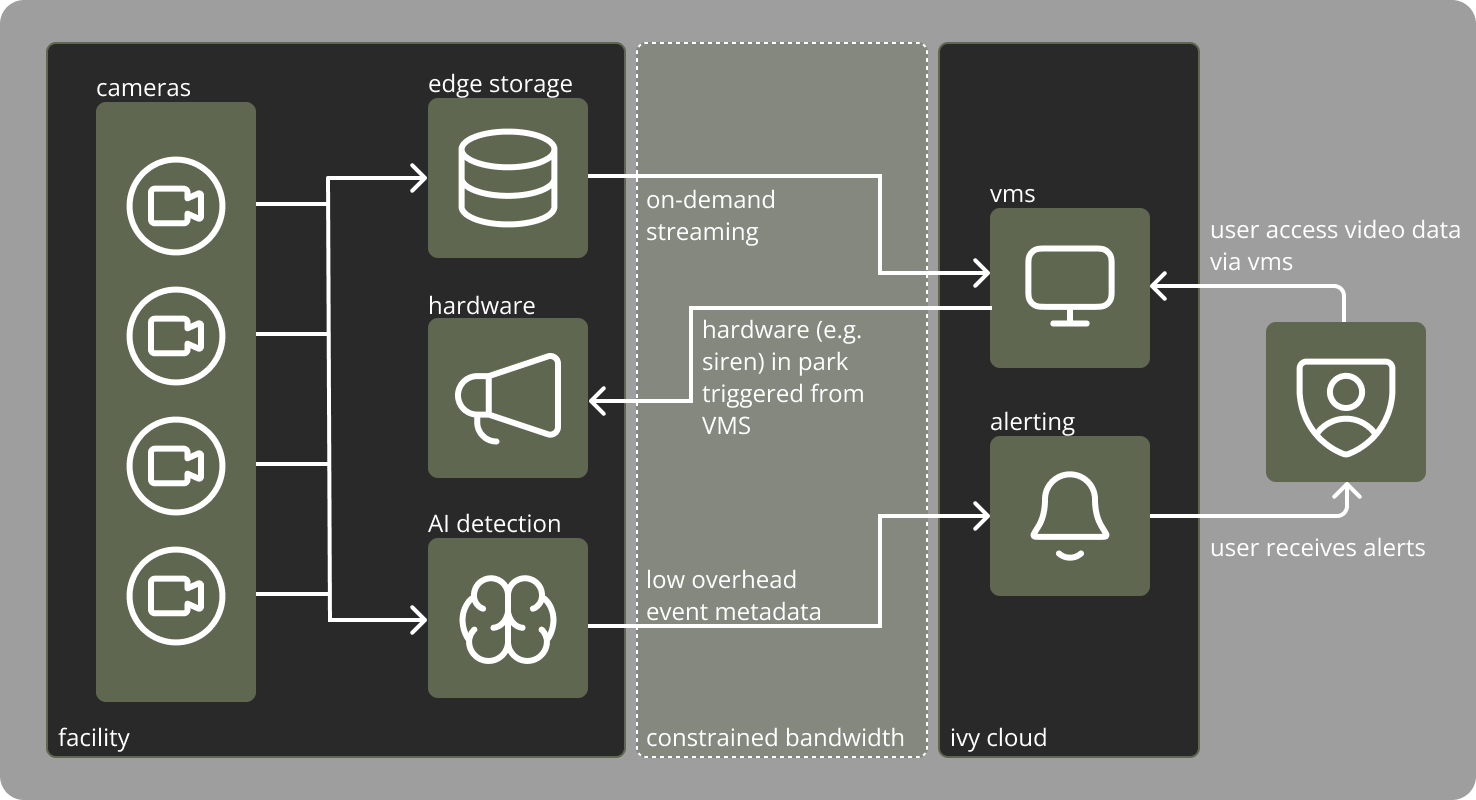 cameras
edge storage
on-demand
streaming
vms
user access video data
via vms
hardware
hardware (e.g.
siren) in park
triggered from
VMS
alerting
AI detection
low overhead
event metadata
user receives alerts
facility
constrained bandwidth
ivy cloud